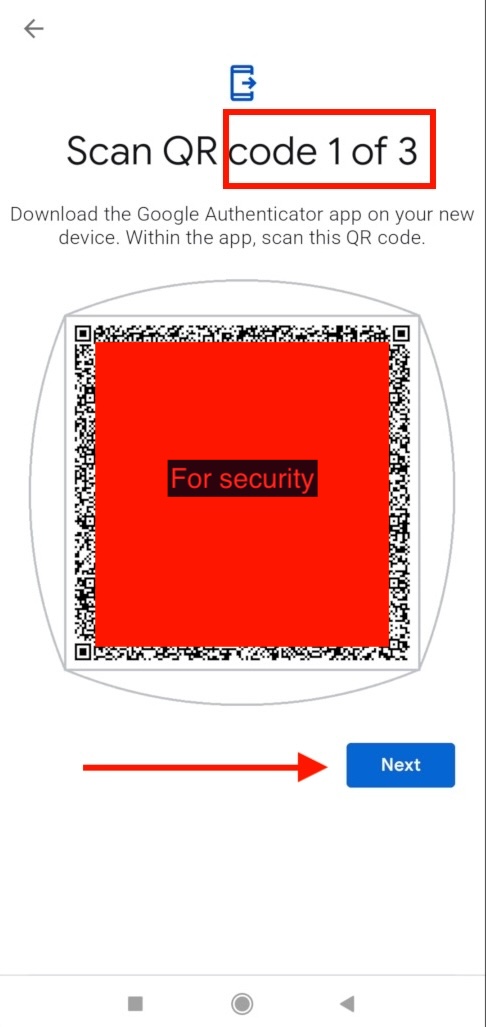 Scan QR code 1 of 3
Download the Google Authenticator app on your new
device. Within the app, scan this QR code.
For security
Next